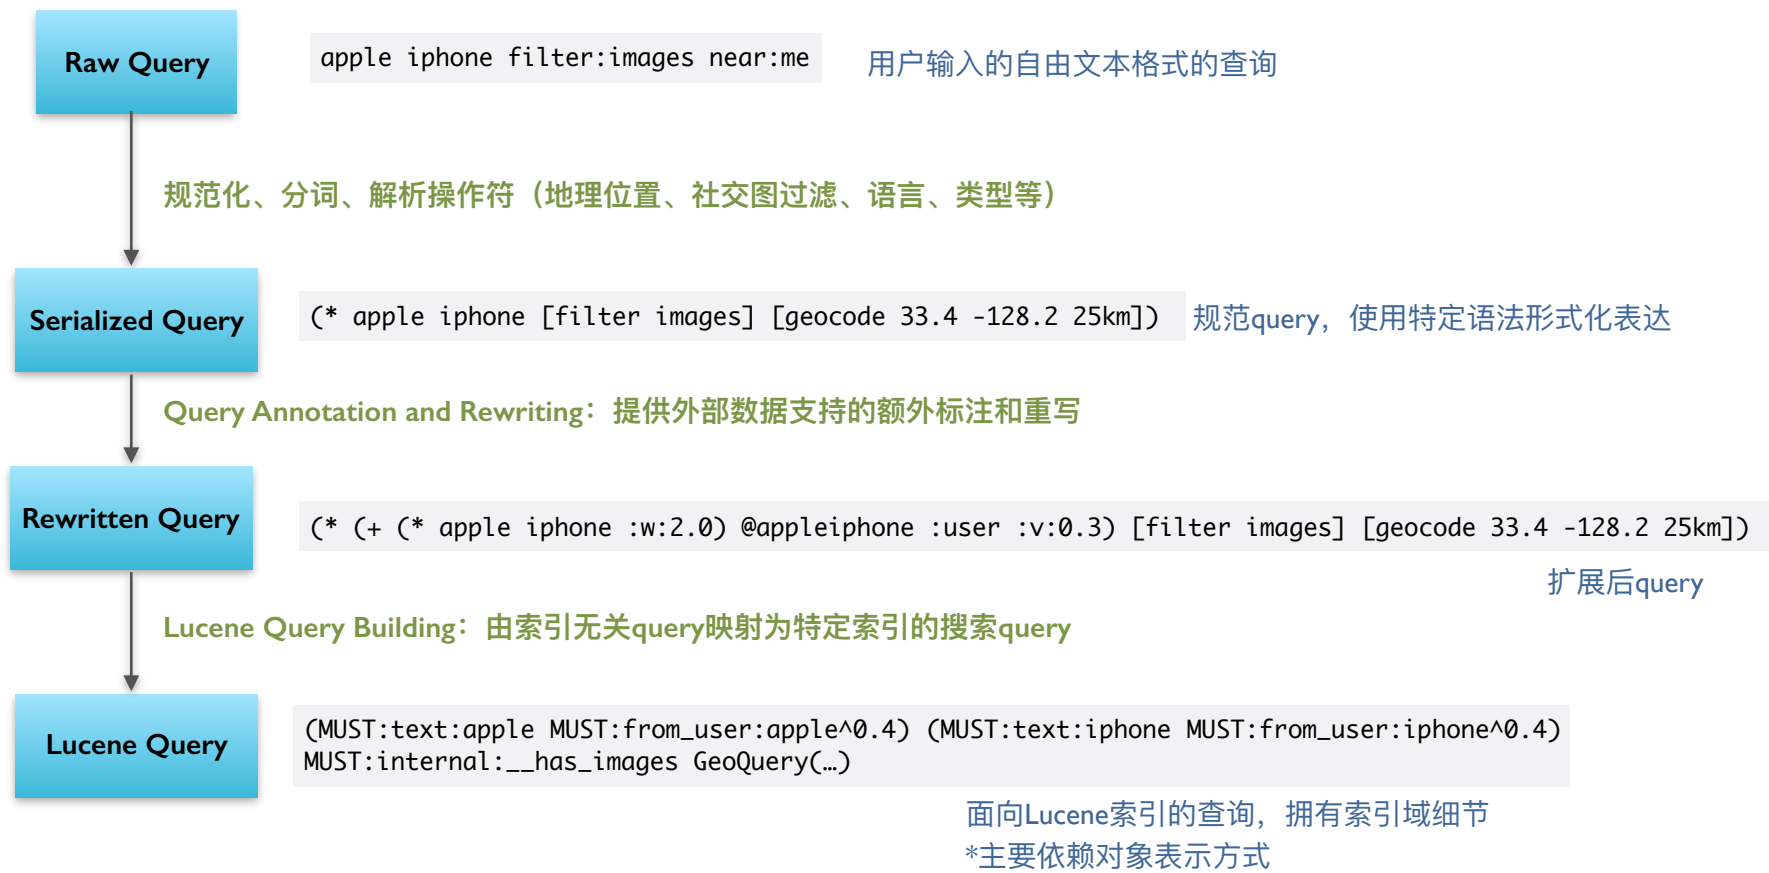 Raw Query
apple iphone filter:images near:me
用户输入的自由文本格式的查询
规范化、分词、解析操作符（地理位置、社交图过滤、语言、类型等）
Serialized Query
(* apple iphone [filter images] [geocode 33.4 -128.2 25km])
规范query，使用特定语法形式化表达
Query Annotation and Rewriting：提供外部数据支持的额外标注和重写
Rewritten Query
(* (+ (* apple iphone :w:2.0) @appleiphone :user :v:0.3) [filter images] [geocode 33.4 -128.2 25km])
扩展后query
Lucene Query Building：由索引无关query映射为特定索引的搜索query
Lucene Query
(MUST:text:apple MUST:from_user:apple^0.4) (MUST:text:iphone MUST:from_user:iphone^0.4)
MUST:internal:__has_images GeoQuery(…)
面向Lucene索引的查询，拥有索引域细节
*主要依赖对象表示方式